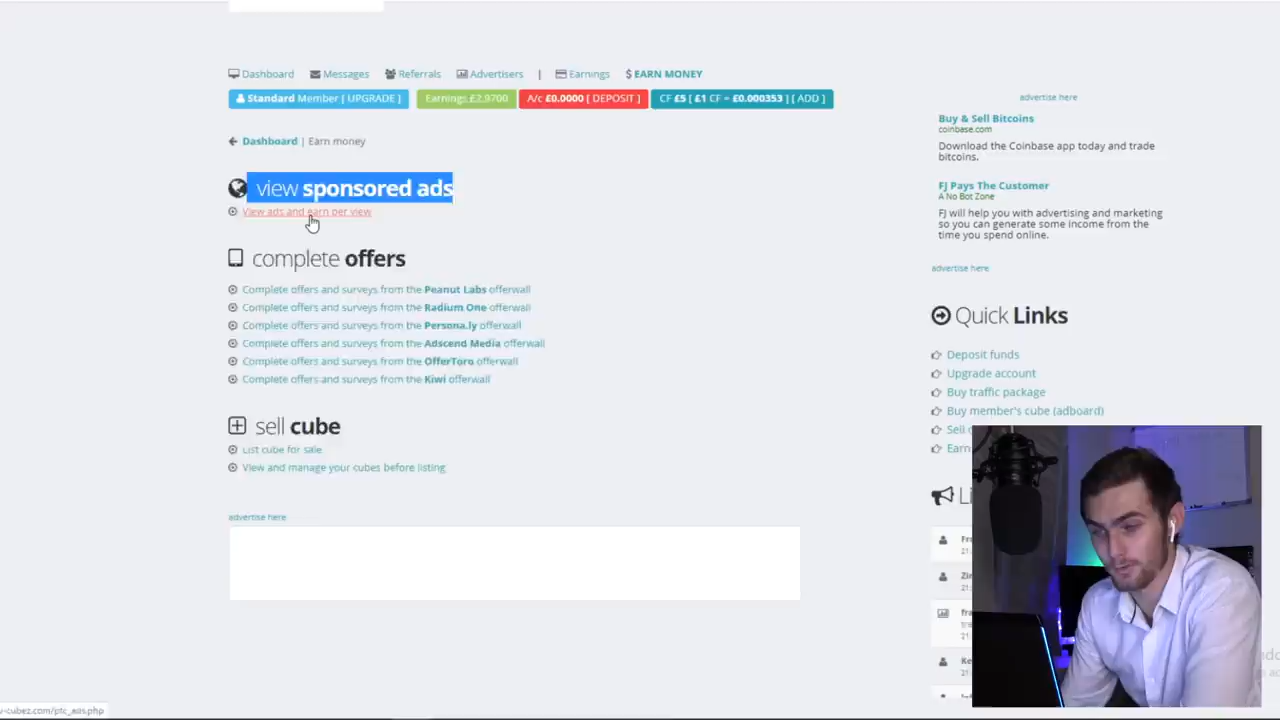 Dashboard Messages Referrals Advertisers | Earnings $ EARN MONEY
Standard Member [ UPGRADE ] Earnings £2.9700 A/c £0.0000 [ DEPOSIT ] CF £5 [ £1 CF = £0.000353 ] [ ADD ]
advertise here
Buy & Sell Bitcoins
coinbase.com
Download the Coinbase app today and trade
bitcoins.
Dashboard | Earn money
view sponsored ads
View ads and earn per view
FJ Pays The Customer
A No Bot Zone
FJ will help you with advertising and marketing
so you can generate some income from the
time you spend online.
advertise here
complete offers
Complete offers and surveys from the Peanut Labs offerwall
Complete offers and surveys from the Radium One offerwall
Complete offers and surveys from the Persona.ly offerwall
Complete offers and surveys from the Adscend Media offerwall
Complete offers and surveys from the OfferToro offerwall
Complete offers and surveys from the Kiwi offerwall
Quick Links
Deposit funds
Upgrade account
Buy traffic package
Buy member's cube (adboard)
Sell
Earn
sell cube
List cube for sale
View and manage your cubes before listing
advertise here